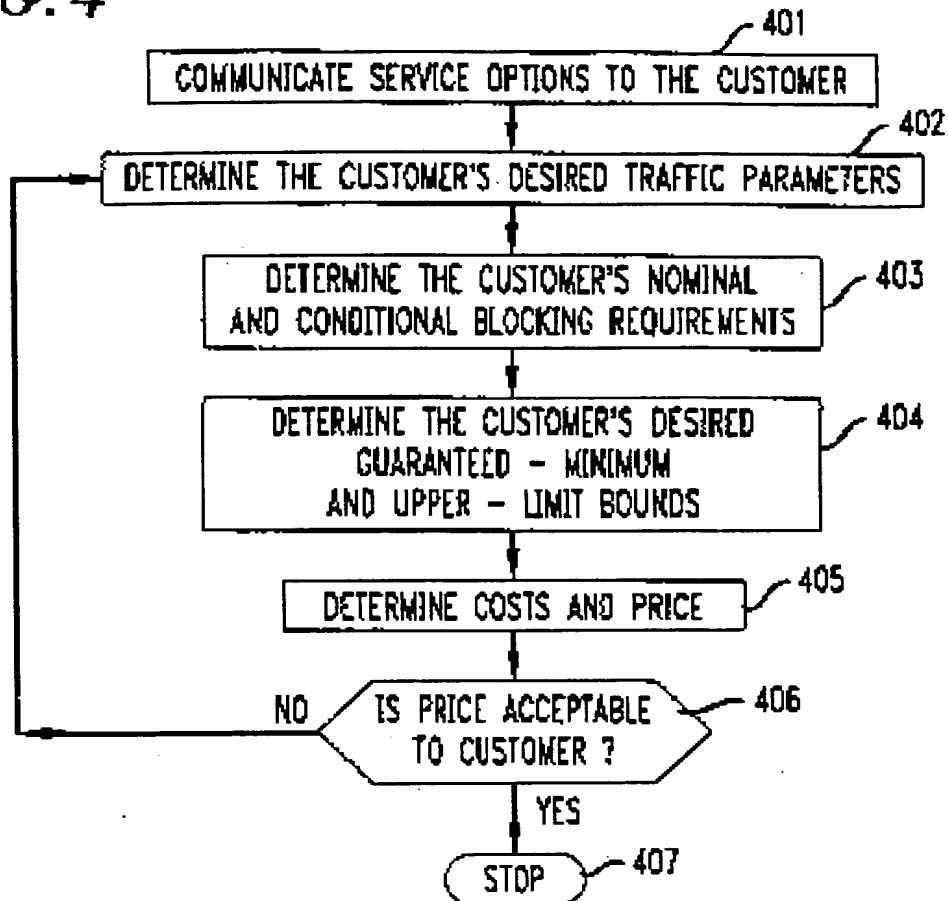 401
COMMUNICATE SERVICE OPTIONS TO THE CUSTOMER
402
DETERMINE THE CUSTOMER'S DESIRED TRAFFIC PARAMETERS
DETERMINE THE CUSTOMER'S NOMINAL
AND CONDITIONAL BLOCKING REQUIREMENTS
403
DETERMINE THE CUSTOMER'S DESIRED
GUARANTEED - MINIMUM
AND UPPER - LIMIT BOUNDS
404
DETERMINE COSTS AND PRICE
405
NO
IS PRICE ACCEPTABLE
TO CUSTOMER ?
406
YES
STOP
407